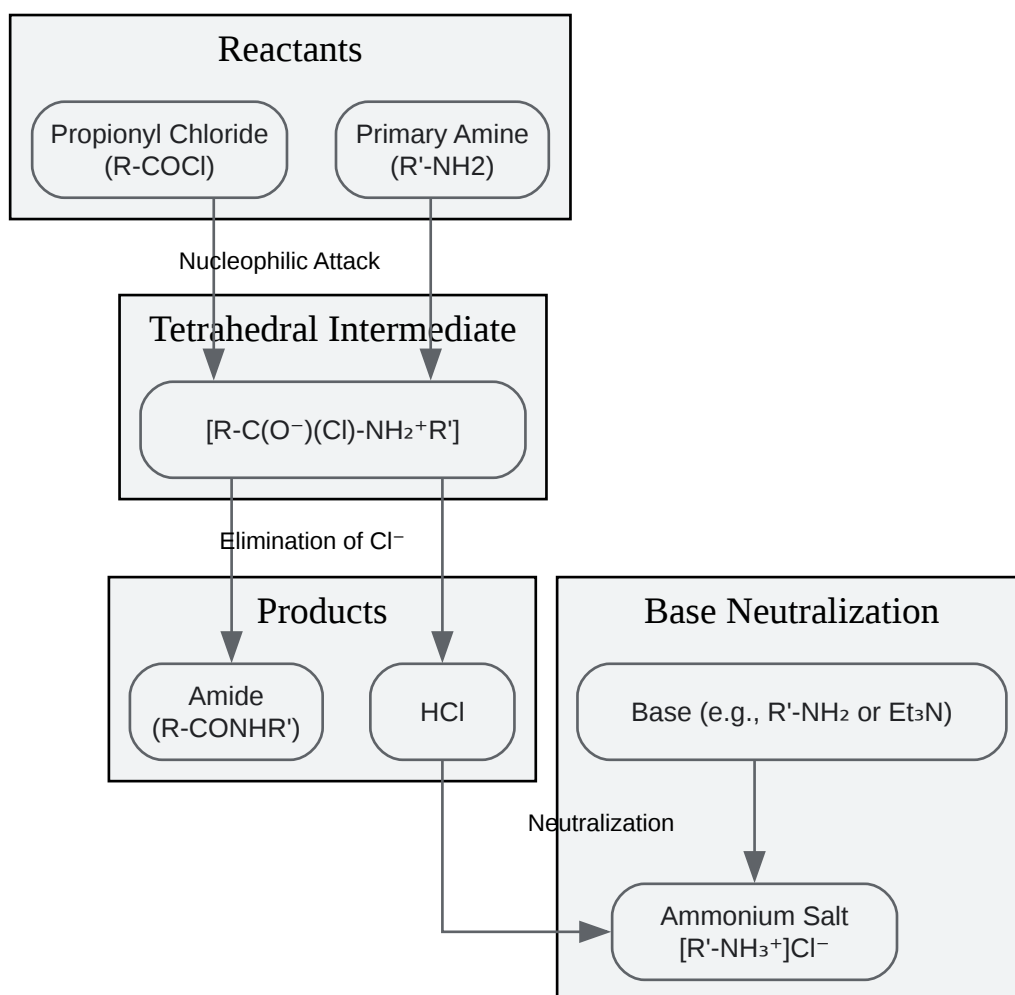 Reactants
Propionyl Chloride
(R-COCl)
Primary Amine
(R'-NH2)
Nucleophilic Attack
Tetrahedral Intermediate
[R-C(O⁻)(Cl)-NH₂⁺R']
Elimination of Cl⁻
Products
Amide
(R-CONHR')
HCl
Base Neutralization
Base (e.g., R'-NH₂ or Et₃N)
Neutralization
Ammonium Salt
[R'-NH₃⁺]Cl⁻